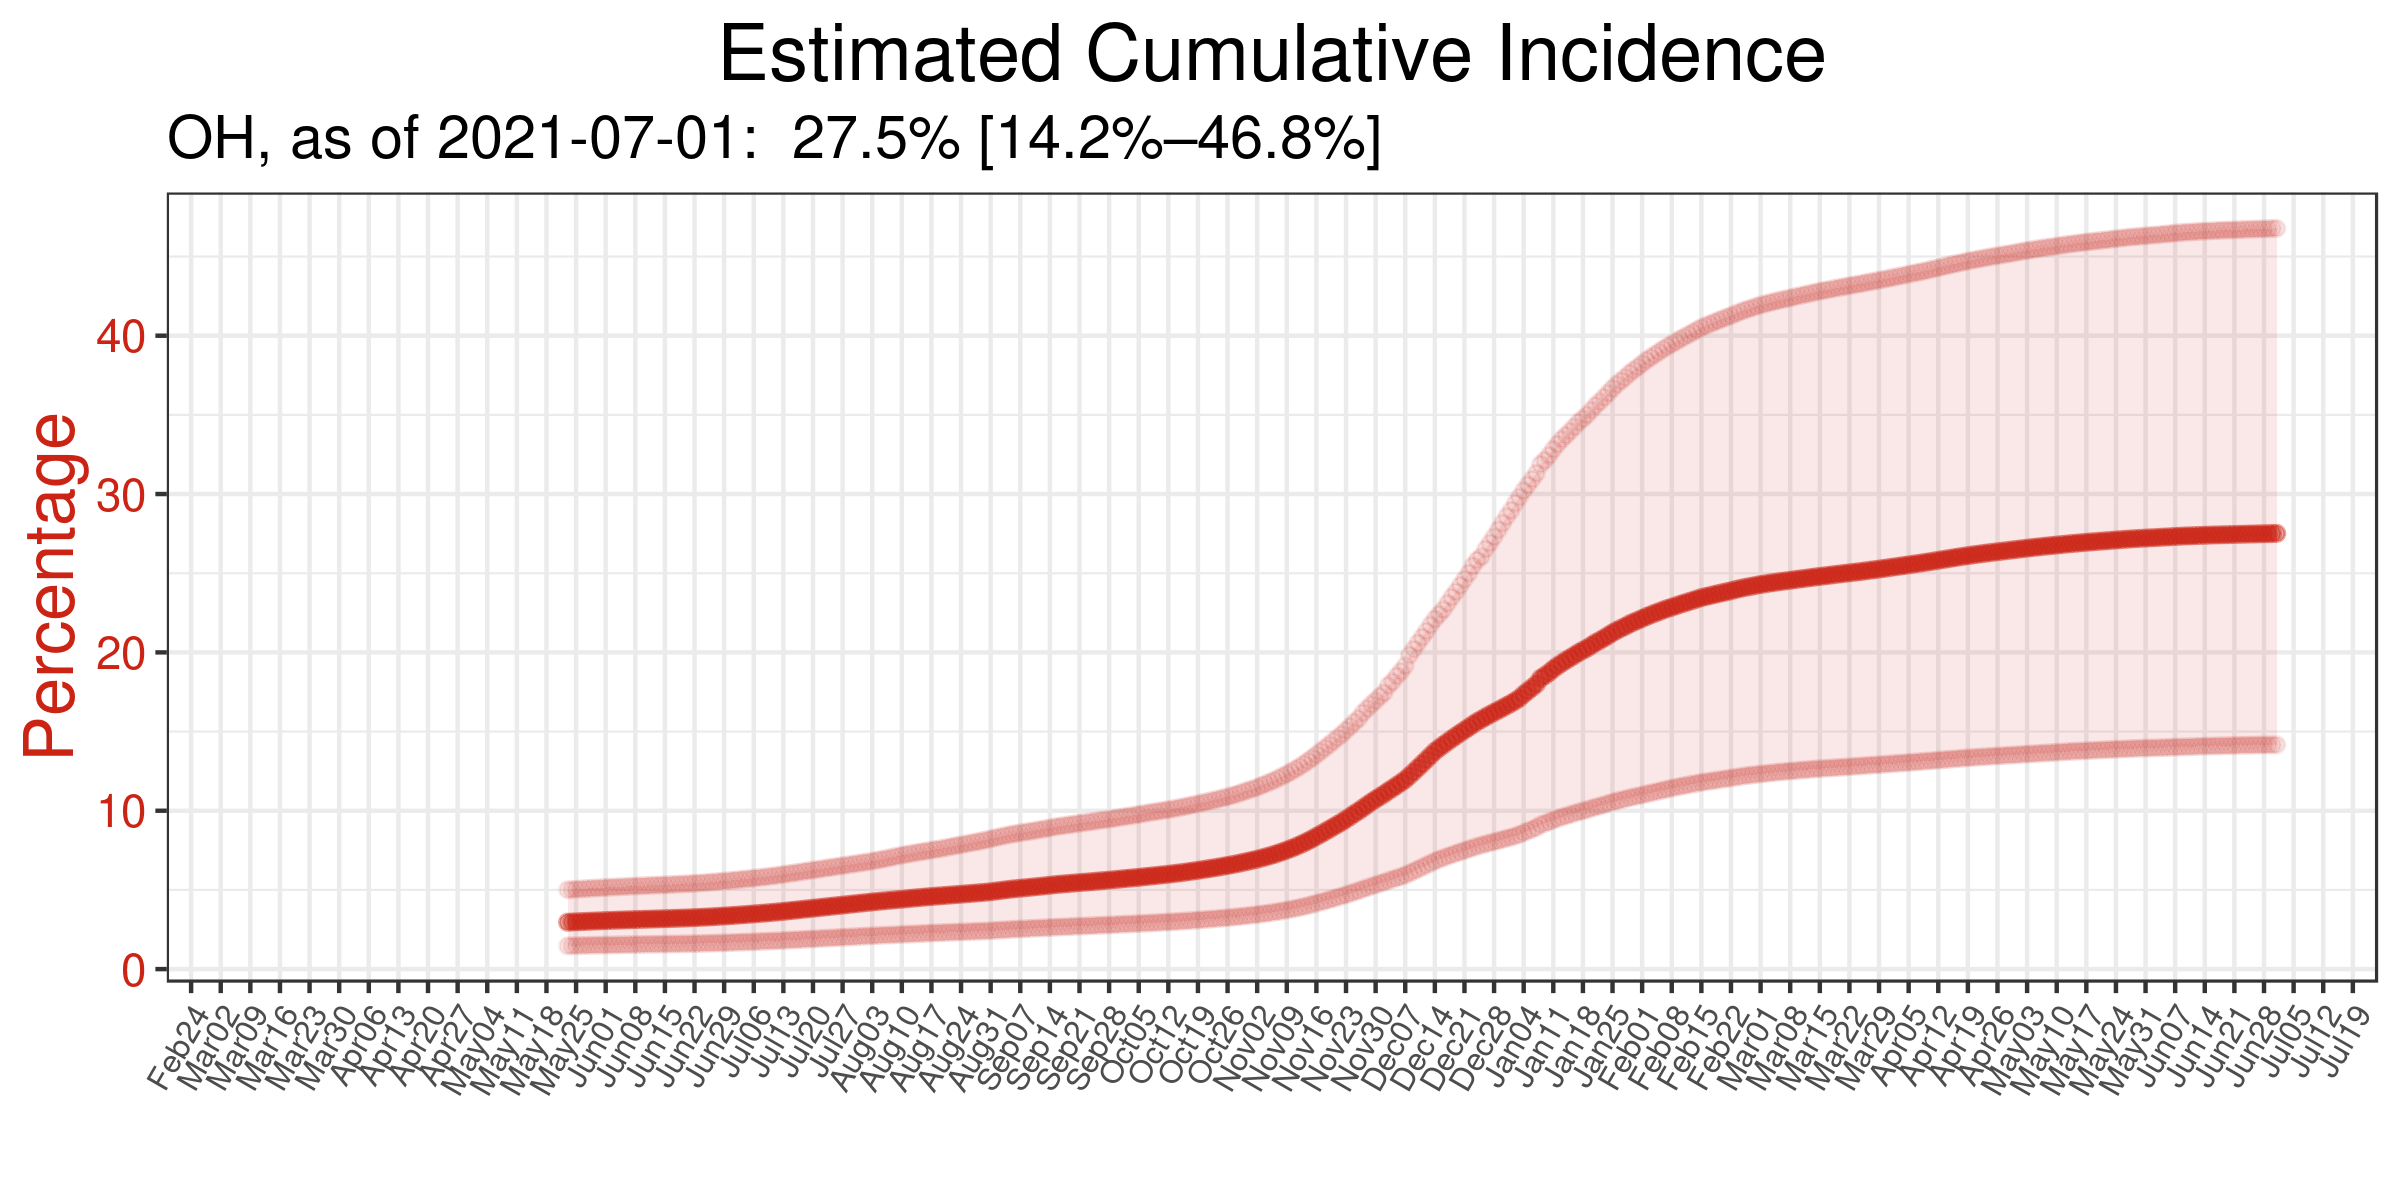 Estimated Cumulative Incidence
OH, as of 2021-07-01:  27.5% [14.2%–46.8%]
Percentage
40
30
20
10
0
Feb24
Mar02
Mar09
Mar16
Mar23
Mar30
Apr06
Apr13
Apr20
Apr27
May04
May11
May18
May25
Jun01
Jun08
Jun15
Jun22
Jun29
Jul06
Jul13
Jul20
Jul27
Aug03
Aug10
Aug17
Aug24
Aug31
Sep07
Sep14
Sep21
Sep28
Oct05
Oct12
Oct19
Oct26
Nov02
Nov09
Nov16
Nov23
Nov30
Dec07
Dec14
Dec21
Dec28
Jan04
Jan11
Jan18
Jan25
Feb01
Feb08
Feb15
Feb22
Mar01
Mar08
Mar15
Mar22
Mar29
Apr05
Apr12
Apr19
Apr26
May03
May10
May17
May24
May31
Jun07
Jun14
Jun21
Jun28
Jul05
Jul12
Jul19